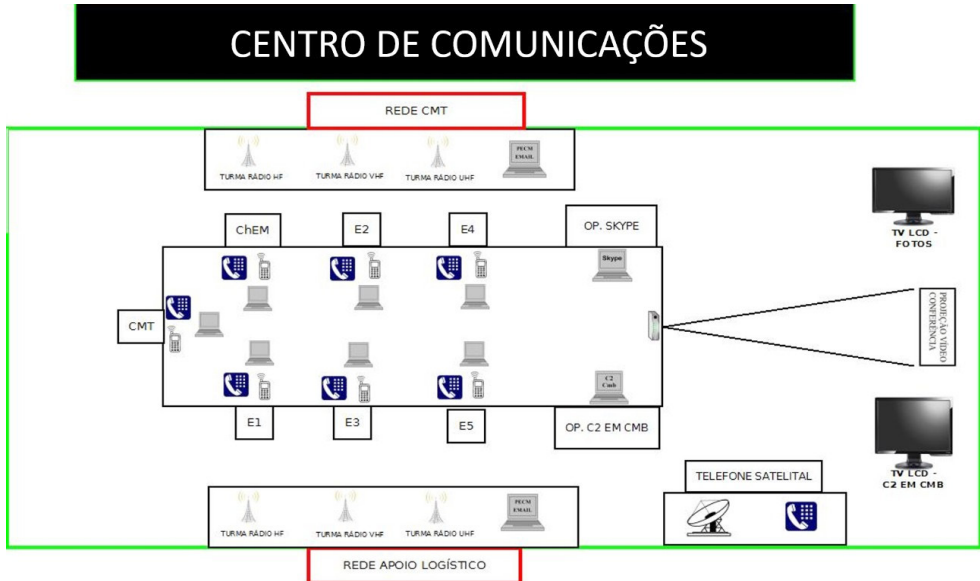 CENTRO DE COMUNICAÇÕES
REDE CMT
TURMA RÁDIO HF
TURMA RÁDIO VHF
TURMA RÁDIO UHF
PECM
EMAIL
ChEM
E2
E4
OP. SKYPE
Skype
TV LCD -
FOTOS
CMT
PROJEÇÃO VÍDEO
CONFERÊNCIA
C2
Cmb
E1
E3
E5
OP. C2 EM CMB
TV LCD -
C2 EM CMB
TELEFONE SATELITAL
TURMA RÁDIO HF
TURMA RÁDIO VHF
TURMA RÁDIO UHF
PECM
EMAIL
REDE APOIO LOGÍSTICO